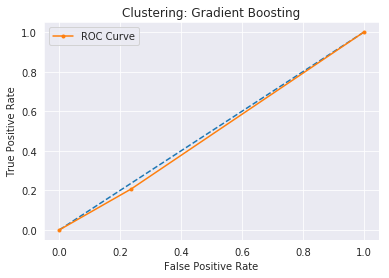 Clustering: Gradient Boosting
ROC Curve
True Positive Rate
1.0
0.8
0.6
0.4
0.2
0.0
0.0 0.2 0.4 0.6 0.8 1.0
False Positive Rate